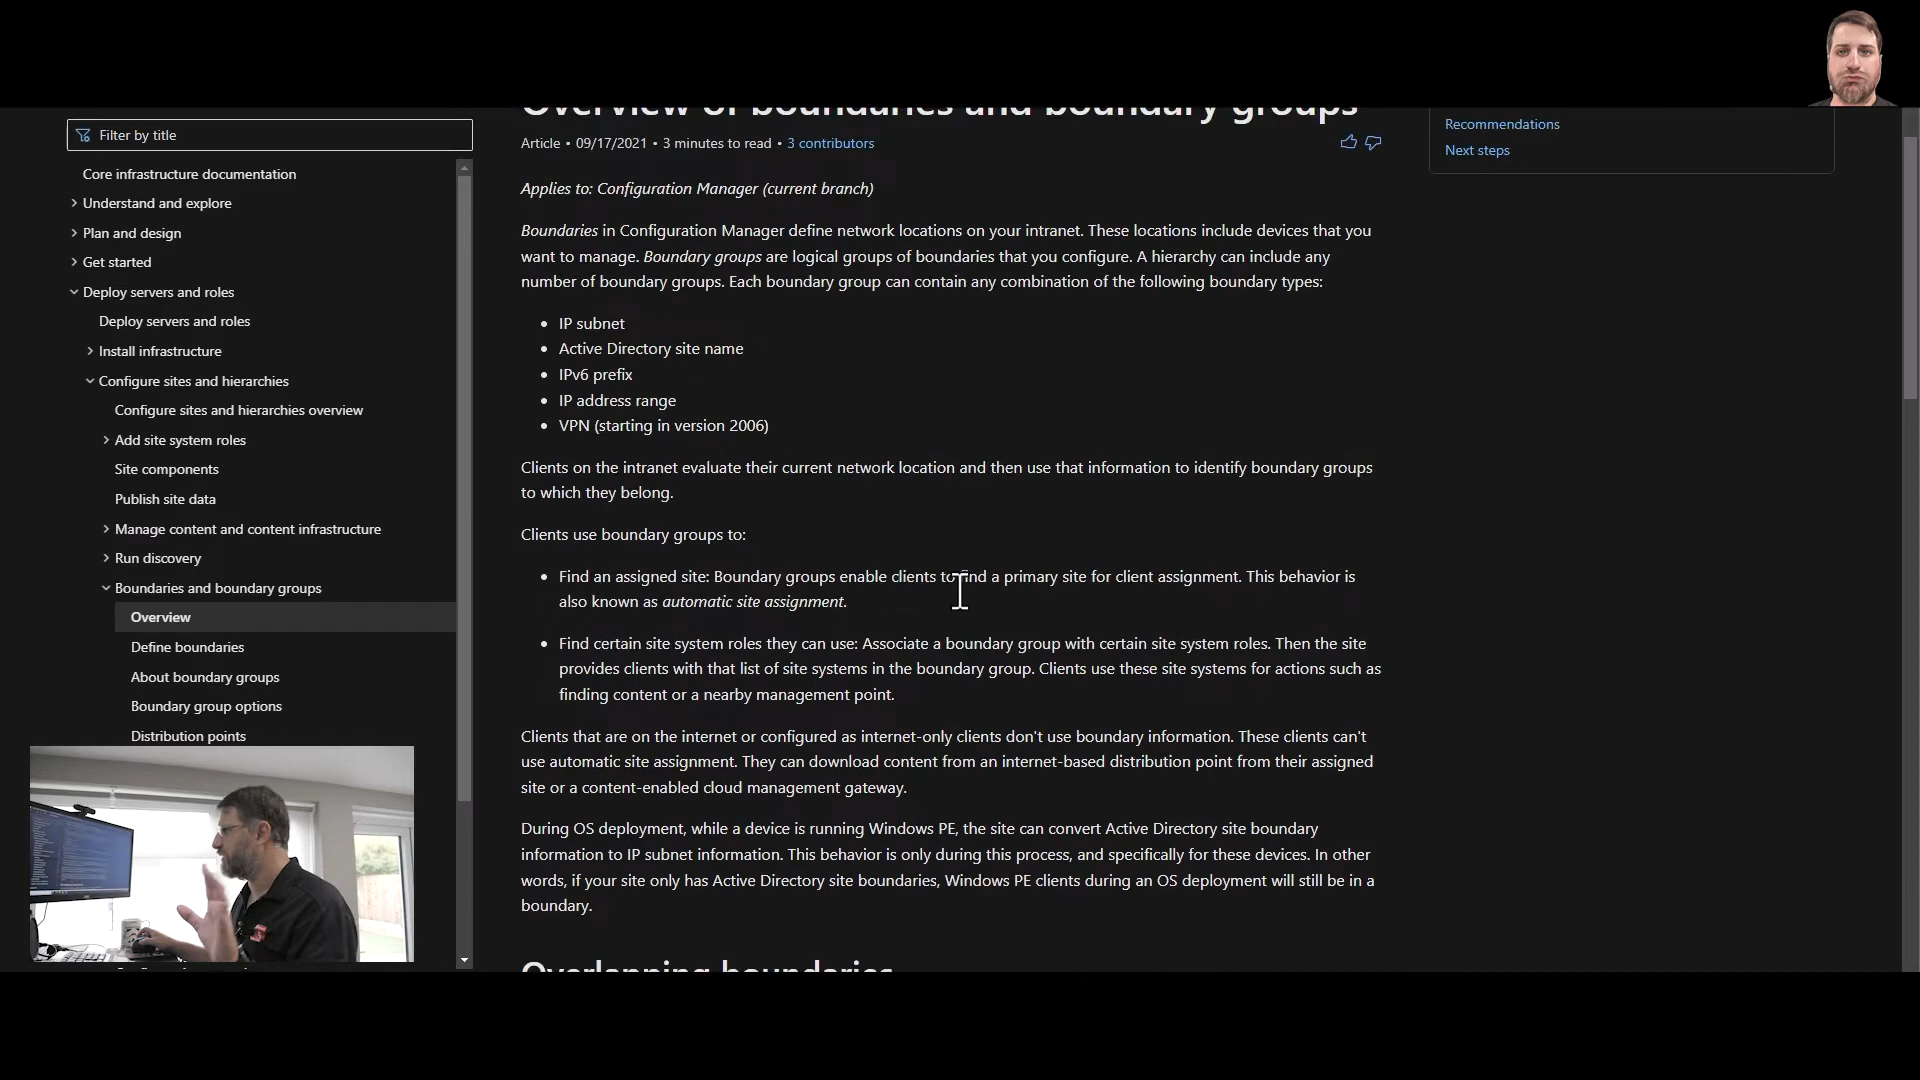 Overview of boundaries and boundary groups
Filter by title
Article • 09/17/2021 • 3 minutes to read • 3 contributors
Recommendations
Next steps
Core infrastructure documentation
Understand and explore
Plan and design
Get started
Deploy servers and roles
Deploy servers and roles
Install infrastructure
Configure sites and hierarchies
Configure sites and hierarchies overview
Add site system roles
Site components
Publish site data
Manage content and content infrastructure
Run discovery
Boundaries and boundary groups
Overview
Define boundaries
About boundary groups
Boundary group options
Distribution points
Applies to: Configuration Manager (current branch)
Boundaries in Configuration Manager define network locations on your intranet. These locations include devices that you
want to manage. Boundary groups are logical groups of boundaries that you configure. A hierarchy can include any
number of boundary groups. Each boundary group can contain any combination of the following boundary types:
• IP subnet
• Active Directory site name
• IPv6 prefix
• IP address range
• VPN (starting in version 2006)
Clients on the intranet evaluate their current network location and then use that information to identify boundary groups
to which they belong.
Clients use boundary groups to:
• Find an assigned site: Boundary groups enable clients to find a primary site for client assignment. This behavior is
also known as automatic site assignment.
• Find certain site system roles they can use: Associate a boundary group with certain site system roles. Then the site
provides clients with that list of site systems in the boundary group. Clients use these site systems for actions such as
finding content or a nearby management point.
Clients that are on the internet or configured as internet-only clients don't use boundary information. These clients can't
use automatic site assignment. They can download content from an internet-based distribution point from their assigned
site or a content-enabled cloud management gateway.
During OS deployment, while a device is running Windows PE, the site can convert Active Directory site boundary
information to IP subnet information. This behavior is only during this process, and specifically for these devices. In other
words, if your site only has Active Directory site boundaries, Windows PE clients during an OS deployment will still be in a
boundary.
Overlapping boundaries